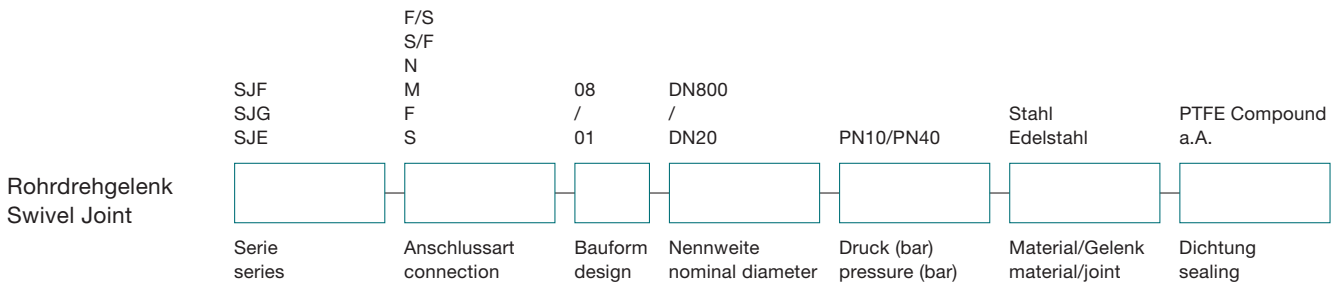 F/S
S/F
N
SJF M 08 DN800
SJG F / / Stahl PTFE Compound
SJE S 01 DN20 PN10/PN40 Edelstahl a.A.
Rohrdrehgelenk
Swivel Joint
Serie Anschlussart Bauform Nennweite Druck (bar) Material/Gelenk Dichtung
series connection design nominal diameter pressure (bar) material/joint sealing